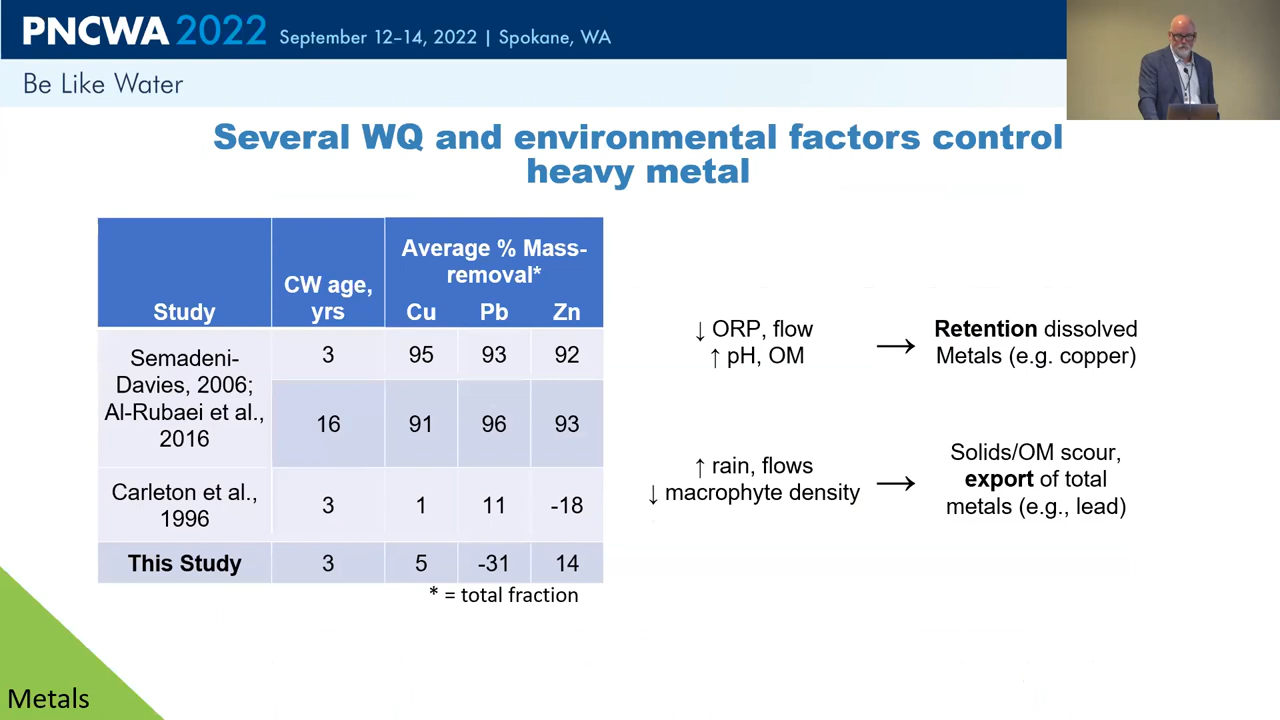 PNCWA 2022 September 12–14, 2022 | Spokane, WA
Be Like Water
Several WQ and environmental factors control
heavy metal
Study
CW age,
yrs
Average % Mass-
removal*
Cu Pb Zn
Semadeni-
Davies, 2006;
Al-Rubaei et al.,
2016
3 95 93 92
16 91 96 93
Carleton et al.,
1996
3 1 11 -18
This Study 3 5 -31 14
* = total fraction
↓ ORP, flow
↑ pH, OM
→
Retention dissolved
Metals (e.g. copper)
↑ rain, flows
↓ macrophyte density
→
Solids/OM scour,
export of total
metals (e.g., lead)
Metals